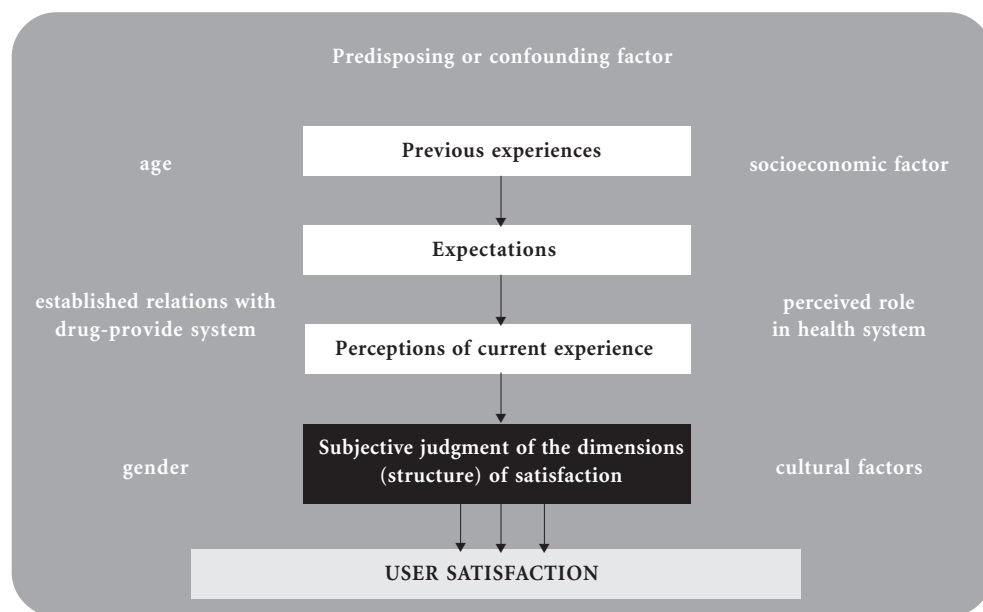 Predisposing or confounding factor
Previous experiences
age
socioeconomic factor
Expectations
established relations with
drug-provide system
perceived role
in health system
Perceptions of current experience
Subjective judgment of the dimensions
(structure) of satisfaction
gender
cultural factors
USER SATISFACTION